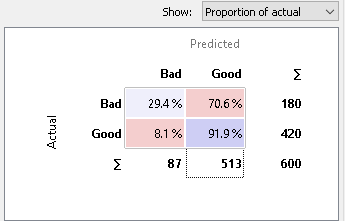 Show: Proportion of actual
Predicted
Bad Good Σ
Bad 29.4 % 70.6 % 180
Actual
Good 8.1 % 91.9 % 420
Σ 87 513 600